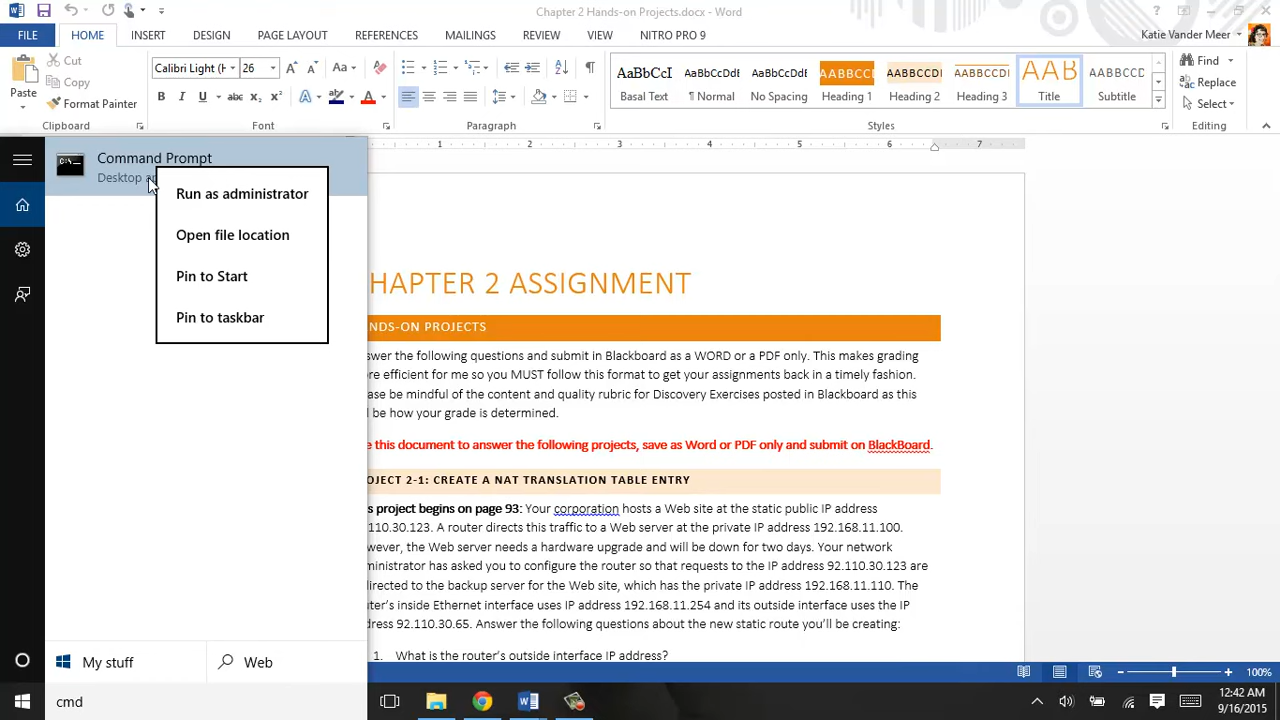 Chapter 2 Hands-on Projects.docx - Word
?
FILE HOME INSERT DESIGN PAGE LAYOUT REFERENCES MAILINGS REVIEW VIEW NITRO PRO 9 Katie Vander Meer
Paste
Cut
Copy
Format Painter
Clipboard
Calibri Light ( 26
Font
Paragraph
AaBbCcI AaBbCcDdE AaBbCcDdE AABBCCI AABBCCDI AABBCCDI AAB AABBCCDE
Basal Text ¶ Normal No Spacing Heading 1 Heading 2 Heading 3 Title Subtitle
Styles
Find
Replace
Select
Editing
1 2 3 4 5 6 7
Command Prompt
Desktop
Run as administrator
Open file location
Pin to Start
Pin to taskbar
HAPTER 2 ASSIGNMENT
NDS-ON PROJECTS
swer the following questions and submit in Blackboard as a WORD or a PDF only. This makes grading
re efficient for me so you MUST follow this format to get your assignments back in a timely fashion.
ase be mindful of the content and quality rubric for Discovery Exercises posted in Blackboard as this
l be how your grade is determined.
e this document to answer the following projects, save as Word or PDF only and submit on BlackBoard.
OJECT 2-1: CREATE A NAT TRANSLATION TABLE ENTRY
s project begins on page 93: Your corporation hosts a Web site at the static public IP address
110.30.123. A router directs this traffic to a Web server at the private IP address 192.168.11.100.
wever, the Web server needs a hardware upgrade and will be down for two days. Your network
ministrator has asked you to configure the router so that requests to the IP address 92.110.30.123 are
directed to the backup server for the Web site, which has the private IP address 192.168.11.110. The
uter's inside Ethernet interface uses IP address 192.168.11.254 and its outside interface uses the IP
address 92.110.30.65. Answer the following questions about the new static route you'll be creating:
1. What is the router's outside interface IP address?
My stuff
Web
100%
cmd
12:42 AM
9/16/2015